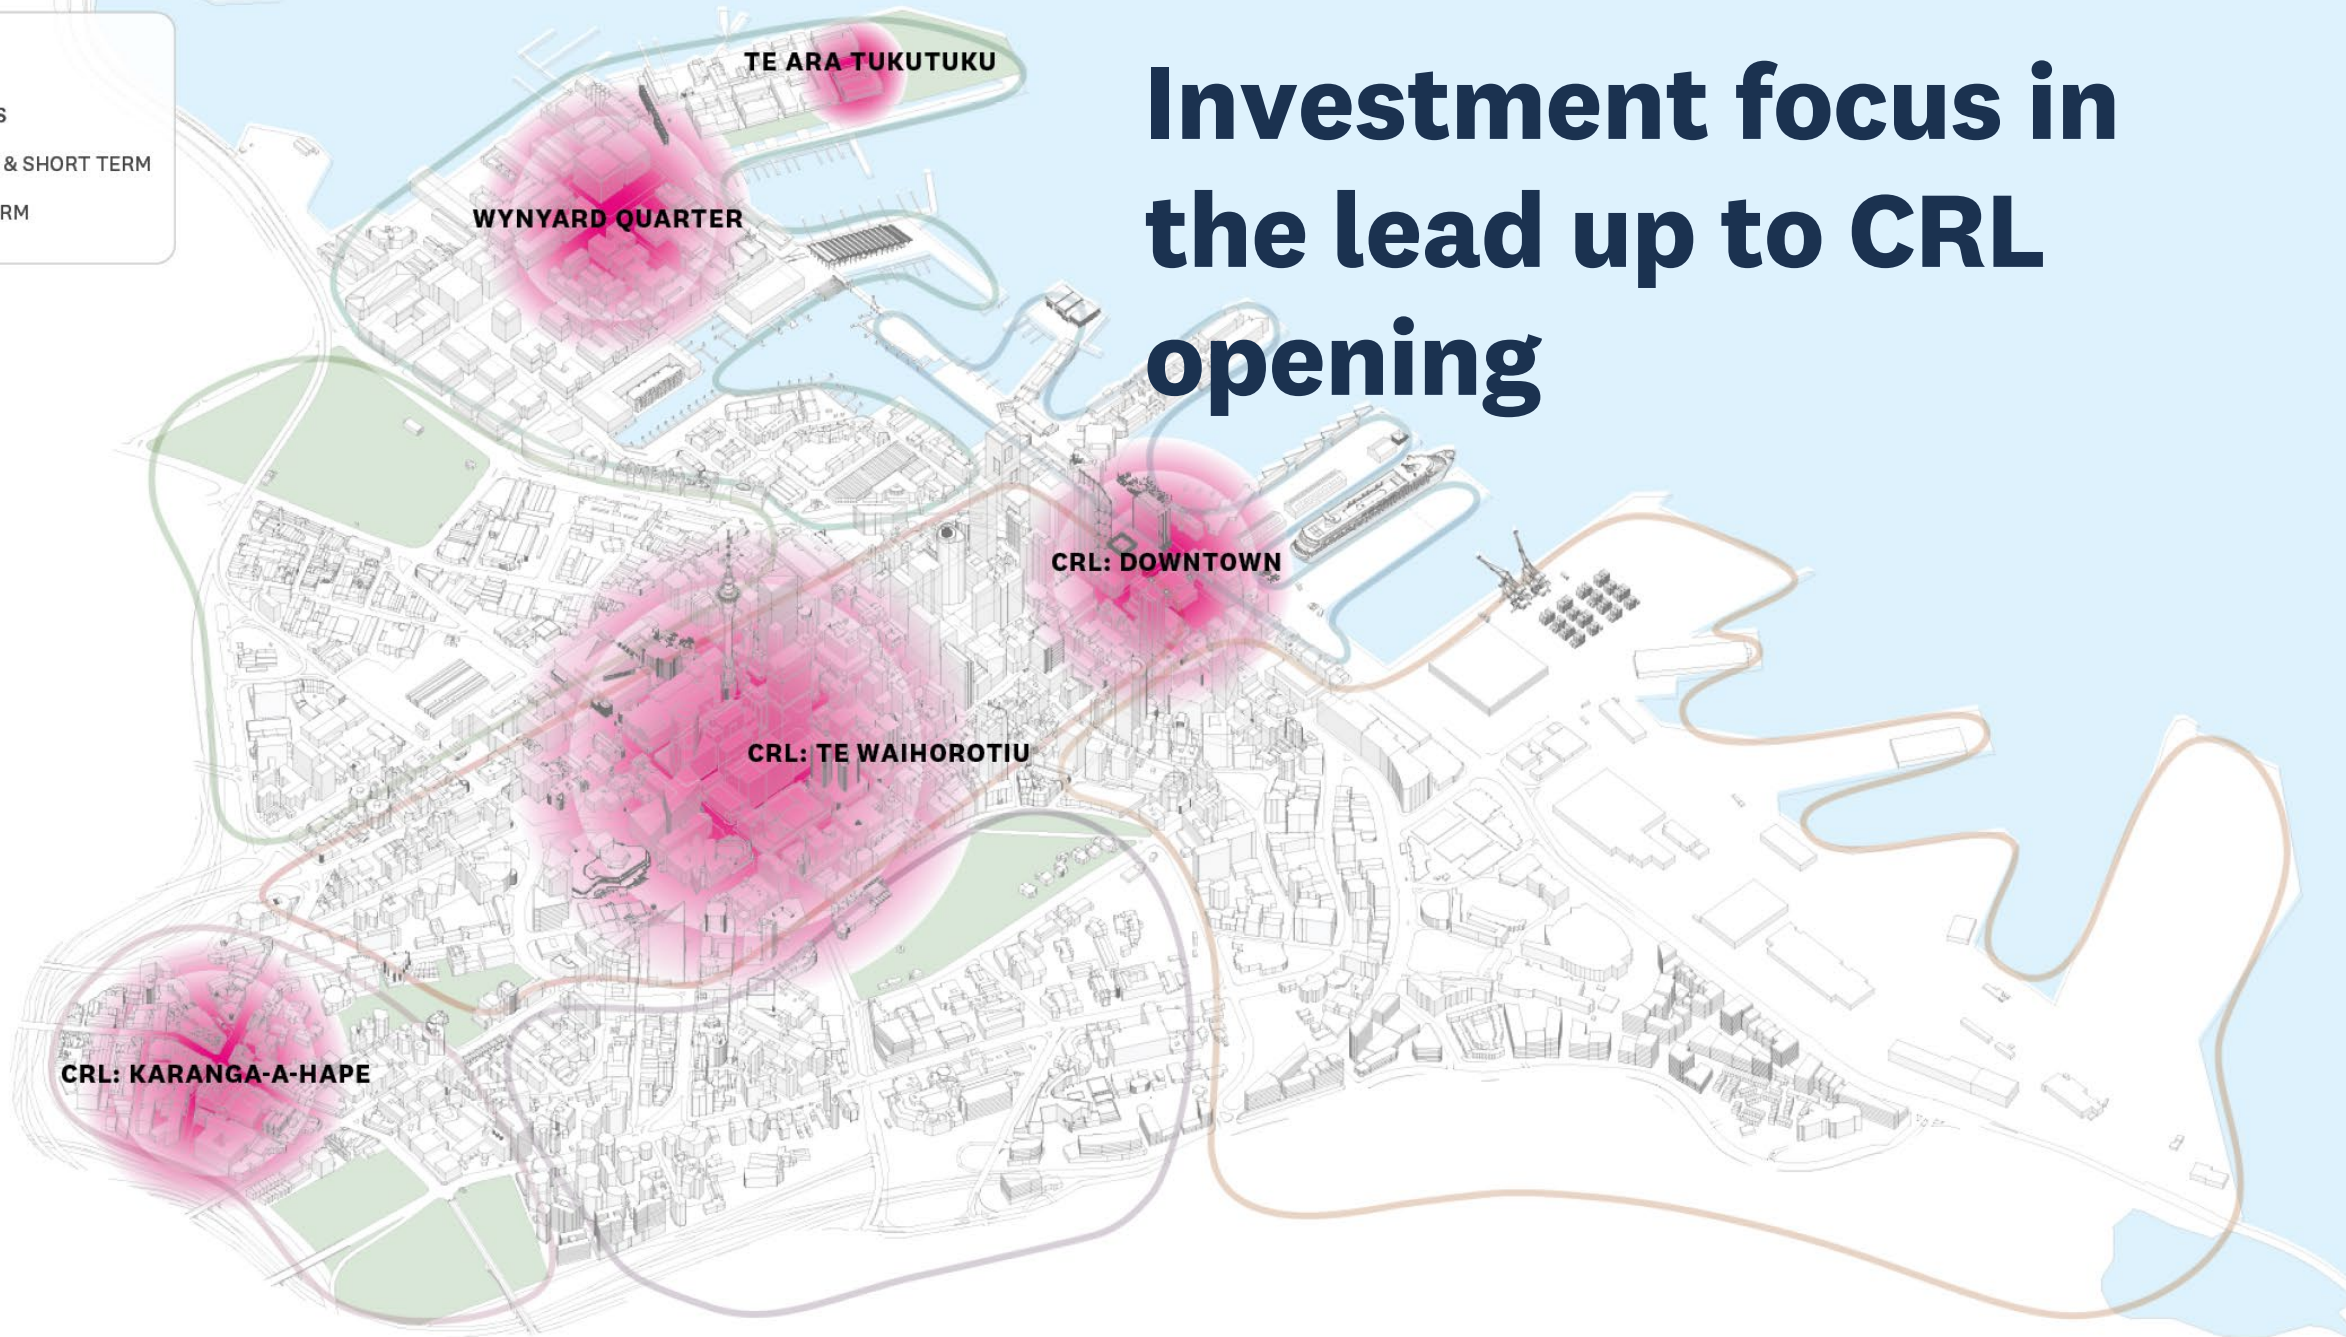 Investment focus in
the lead up to CRL
opening
S
& SHORT TERM
RM
TE ARA TUKUTUKU
WYNYARD QUARTER
CRL: DOWNTOWN
CRL: TE WAIHOROTIU
CRL: KARANGA-A-HAPE